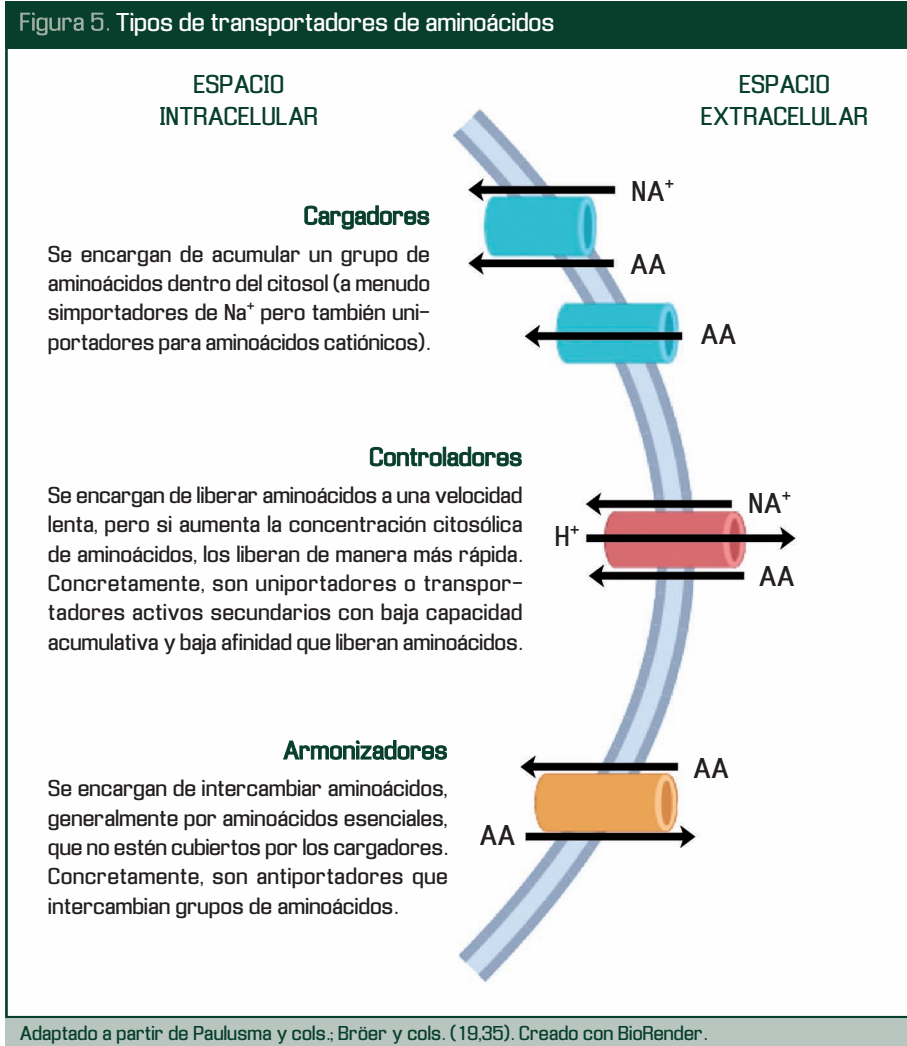 Figura 5. Tipos de transportadores de aminoácidos
ESPACIO
INTRACELULAR
ESPACIO
EXTRACELULAR
Cargadores
Se encargan de acumular un grupo de
aminoácidos dentro del citosol (a menudo
simportadores de Na⁺ pero también uni-
portadores para aminoácidos catiónicos).
NA⁺
AA
AA
Controladores
Se encargan de liberar aminoácidos a una velocidad
lenta, pero si aumenta la concentración citosólica
de aminoácidos, los liberan de manera más rápida.
Concretamente, son uniportadores o transpor-
tadores activos secundarios con baja capacidad
acumulativa y baja afinidad que liberan aminoácidos.
NA⁺
H⁺
AA
Armonizadores
Se encargan de intercambiar aminoácidos,
generalmente por aminoácidos esenciales,
que no estén cubiertos por los cargadores.
Concretamente, son antiportadores que
intercambian grupos de aminoácidos.
AA
AA
Adaptado a partir de Paulusma y cols.; Bröer y cols. (19,35). Creado con BioRender.